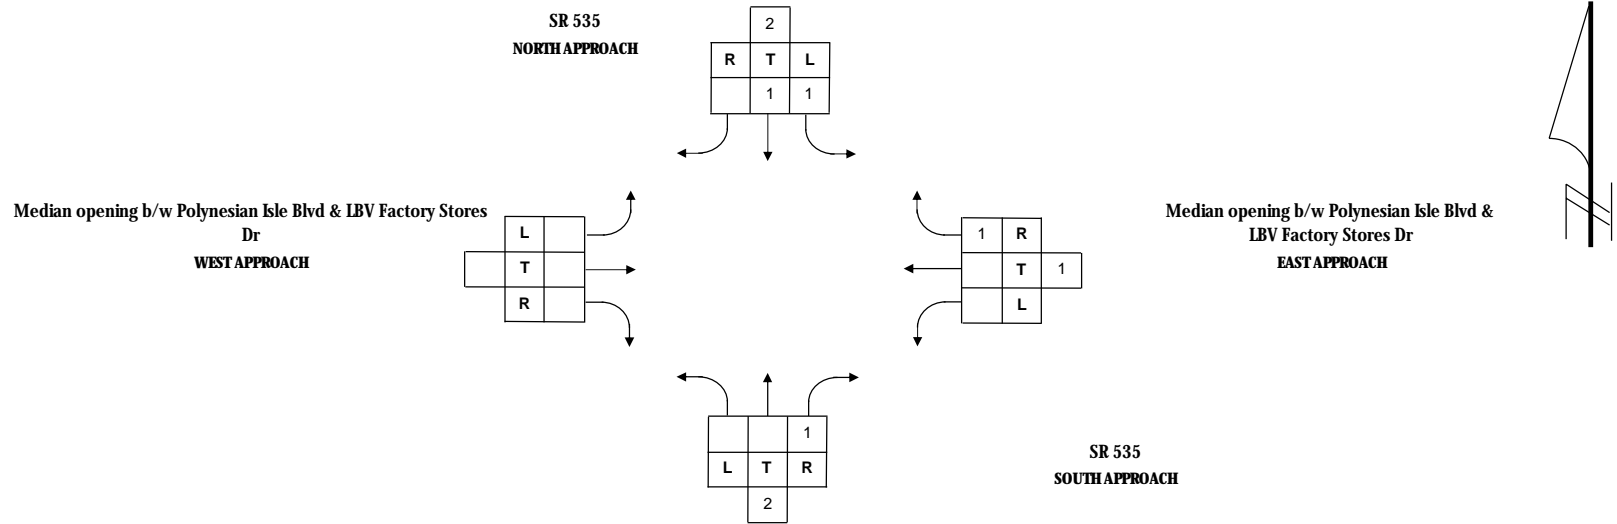 SR 535
NORTH APPROACH
2
R T L
1 1
Median opening b/w Polynesian Isle Blvd & LBV Factory Stores
Dr
WEST APPROACH
L
T
R
Median opening b/w Polynesian Isle Blvd &
LBV Factory Stores Dr
EAST APPROACH
1 R
T 1
L
1
L T R
2
SR 535
SOUTH APPROACH
N